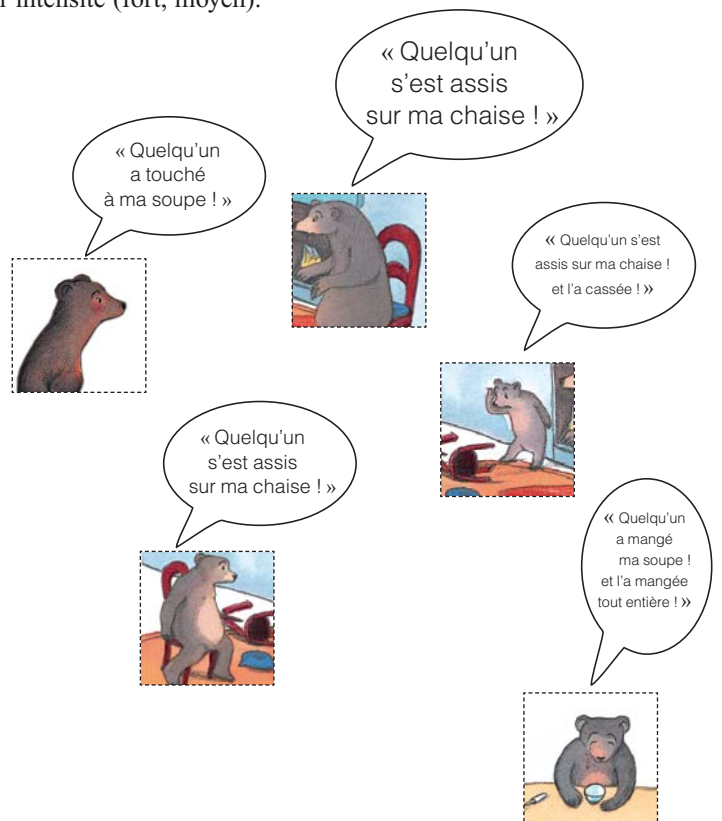 intensité (fort, moyen).
« Quelqu'un
s'est assis
sur ma chaise ! »
« Quelqu'un
a touché
à ma soupe ! »
« Quelqu'un s'est
assis sur ma chaise !
et l'a cassée ! »
« Quelqu'un
s'est assis
sur ma chaise ! »
« Quelqu'un
a mangé
ma soupe !
et l'a mangée
tout entière ! »